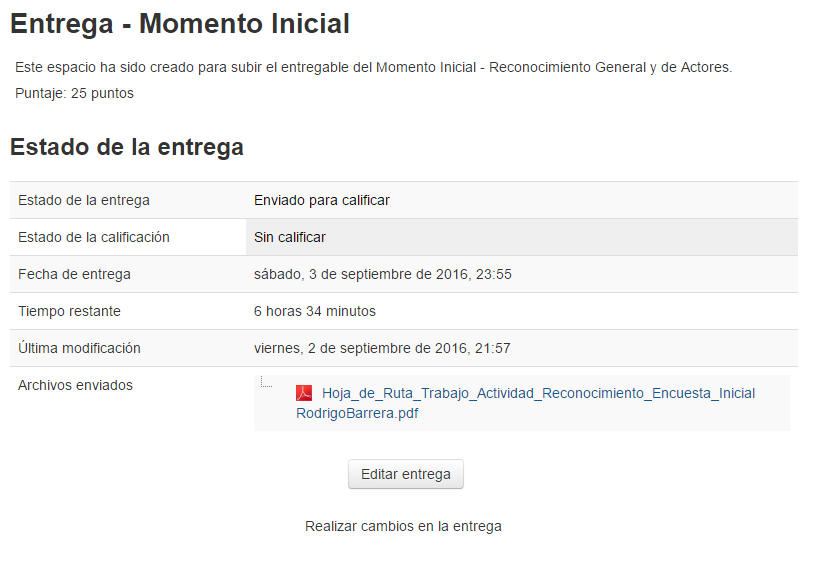 Entrega - Momento Inicial
Este espacio ha sido creado para subir el entregable del Momento Inicial - Reconocimiento General y de Actores.
Puntaje: 25 puntos
Estado de la entrega
Estado de la entrega Enviado para calificar
Estado de la calificación Sin calificar
Fecha de entrega sábado, 3 de septiembre de 2016, 23:55
Tiempo restante 6 horas 34 minutos
Última modificación viernes, 2 de septiembre de 2016, 21:57
Archivos enviados
Hoja_de_Ruta_Trabajo_Actividad_Reconocimiento_Encuesta_Inicial
RodrigoBarrera.pdf
Editar entrega
Realizar cambios en la entrega